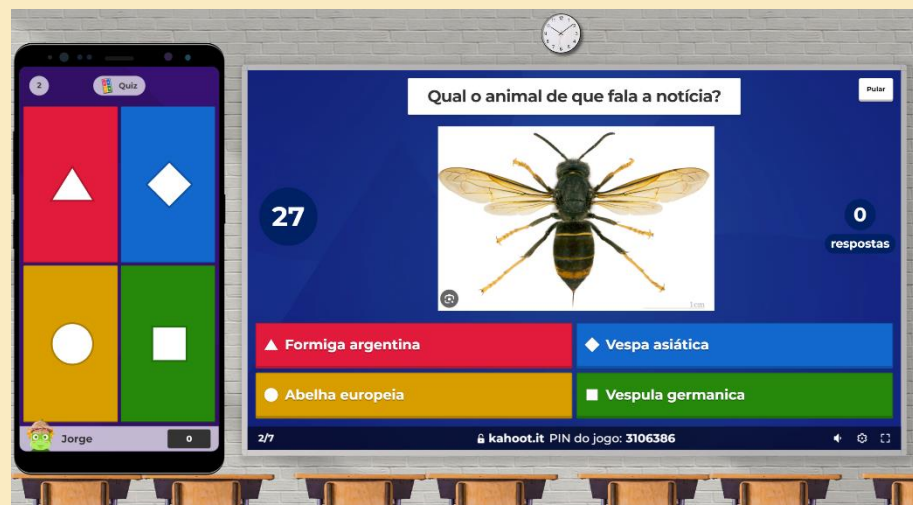 2
Quiz
Jorge
0
Qual o animal de que fala a notícia?
Pular
27
0
respostas
1cm
Formiga argentina
Vespa asiática
Abelha europeia
Vespula germanica
2/7
kahoot.it PIN do jogo: 3106386